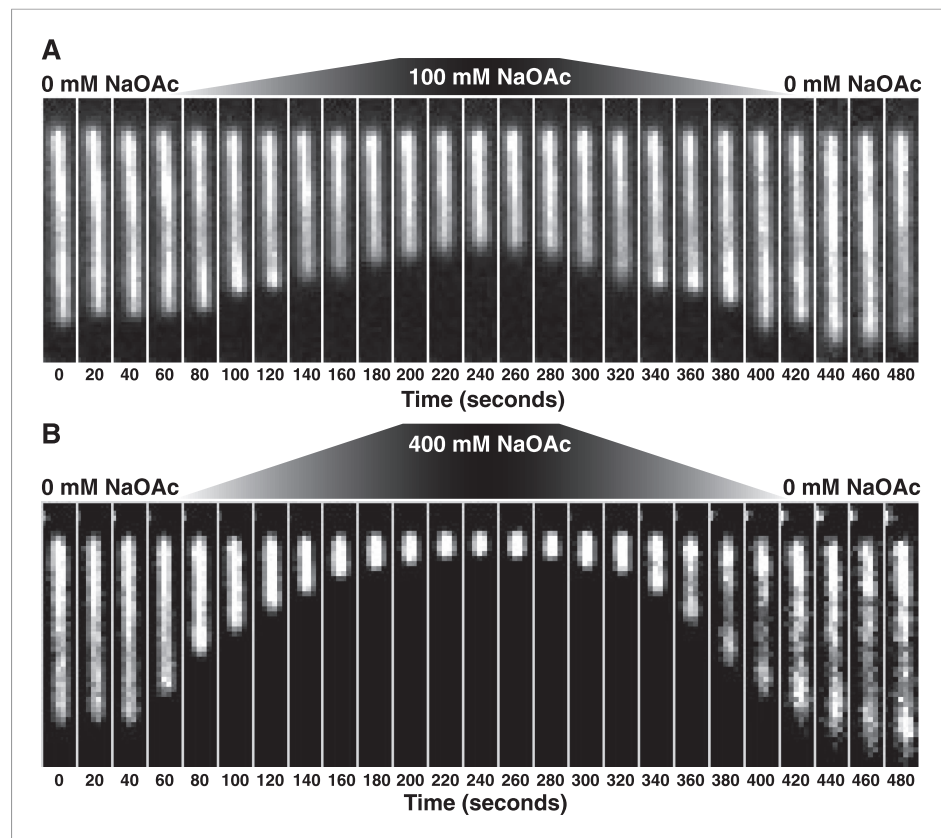 A
0 mM NaOAc 100 mM NaOAc 0 mM NaOAc
0 20 40 60 80 100 120 140 160 180 200 220 240 260 280 300 320 340 360 380 400 420 440 460 480
Time (seconds)
B
400 mM NaOAc
0 mM NaOAc 0 mM NaOAc
0 20 40 60 80 100 120 140 160 180 200 220 240 260 280 300 320 340 360 380 400 420 440 460 480
Time (seconds)